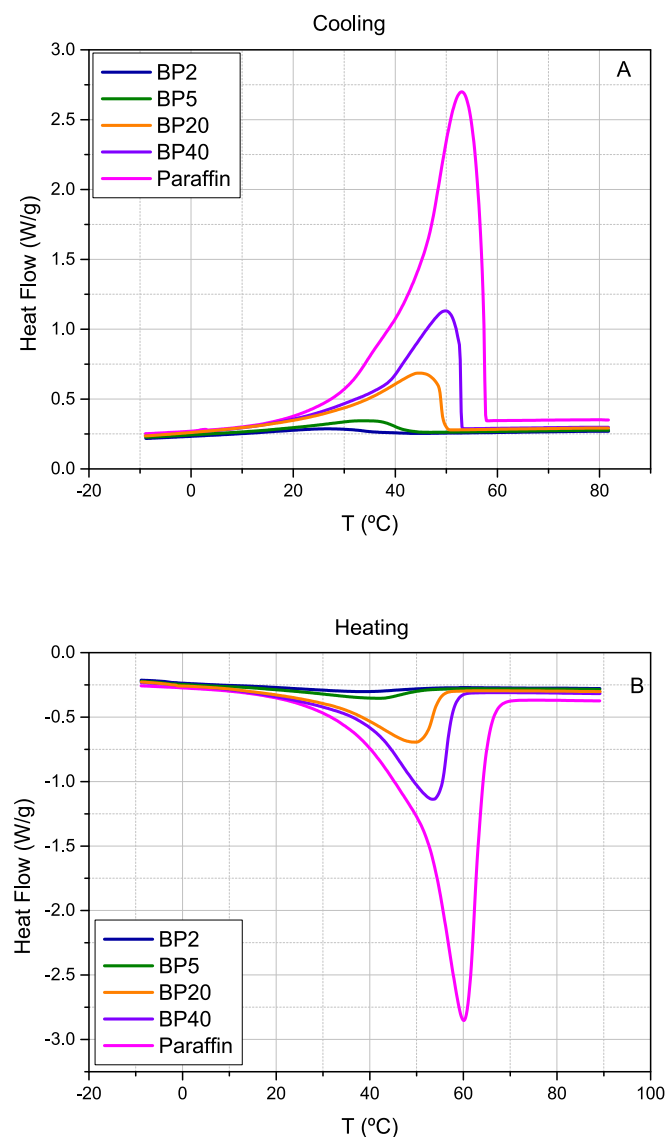 Cooling
A
BP2
BP5
BP20
BP40
Paraffin
Heat Flow (W/g)
3.0
2.5
2.0
1.5
1.0
0.5
0.0
-20 0 20 40 60 80
T (ºC)
Heating
B
BP2
BP5
BP20
BP40
Paraffin
Heat Flow (W/g)
0.0
-0.5
-1.0
-1.5
-2.0
-2.5
-3.0
-20 0 20 40 60 80 100
T (ºC)